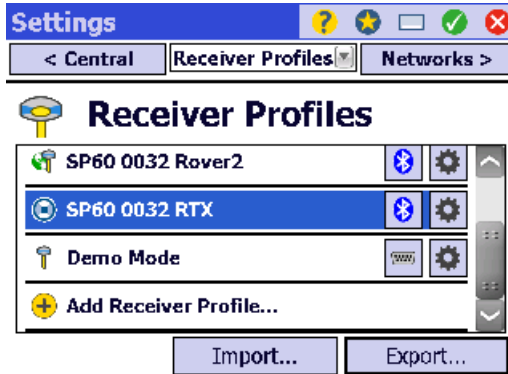 Settings
< Central
Receiver Profiles
Networks >
Receiver Profiles
SP60 0032 Rover2
SP60 0032 RTX
Demo Mode
Add Receiver Profile...
Import...
Export...